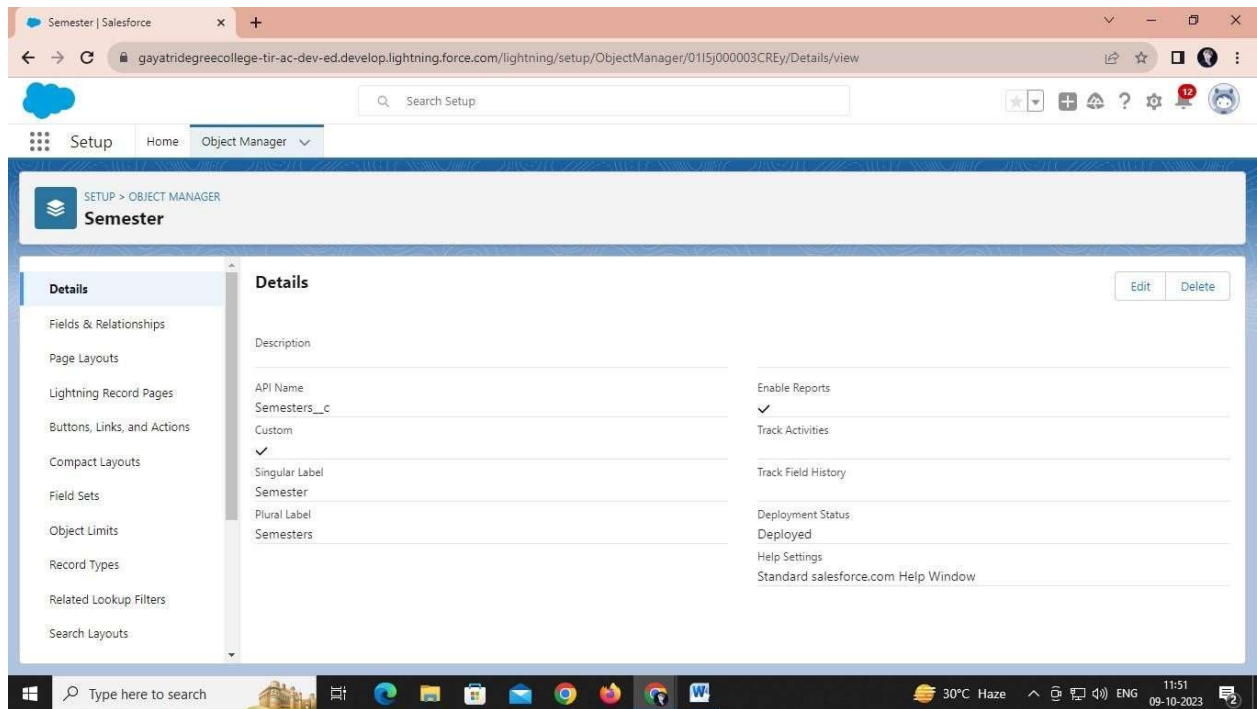 Semester | Salesforce
gayatridegreecollege-tir-ac-dev-ed.develop.lightning.force.com/lightning/setup/ObjectManager/01I5j000003CREy/Details/view
Search Setup
12
Setup Home Object Manager
SETUP > OBJECT MANAGER
Semester
Details
Fields & Relationships
Page Layouts
Lightning Record Pages
Buttons, Links, and Actions
Compact Layouts
Field Sets
Object Limits
Record Types
Related Lookup Filters
Search Layouts
Details
Edit Delete
Description
API Name
Semesters__c
Custom
Singular Label
Semester
Plural Label
Semesters
Enable Reports
Track Activities
Track Field History
Deployment Status
Deployed
Help Settings
Standard salesforce.com Help Window
Type here to search
W
30°C Haze
ENG
11:51
09-10-2023
2